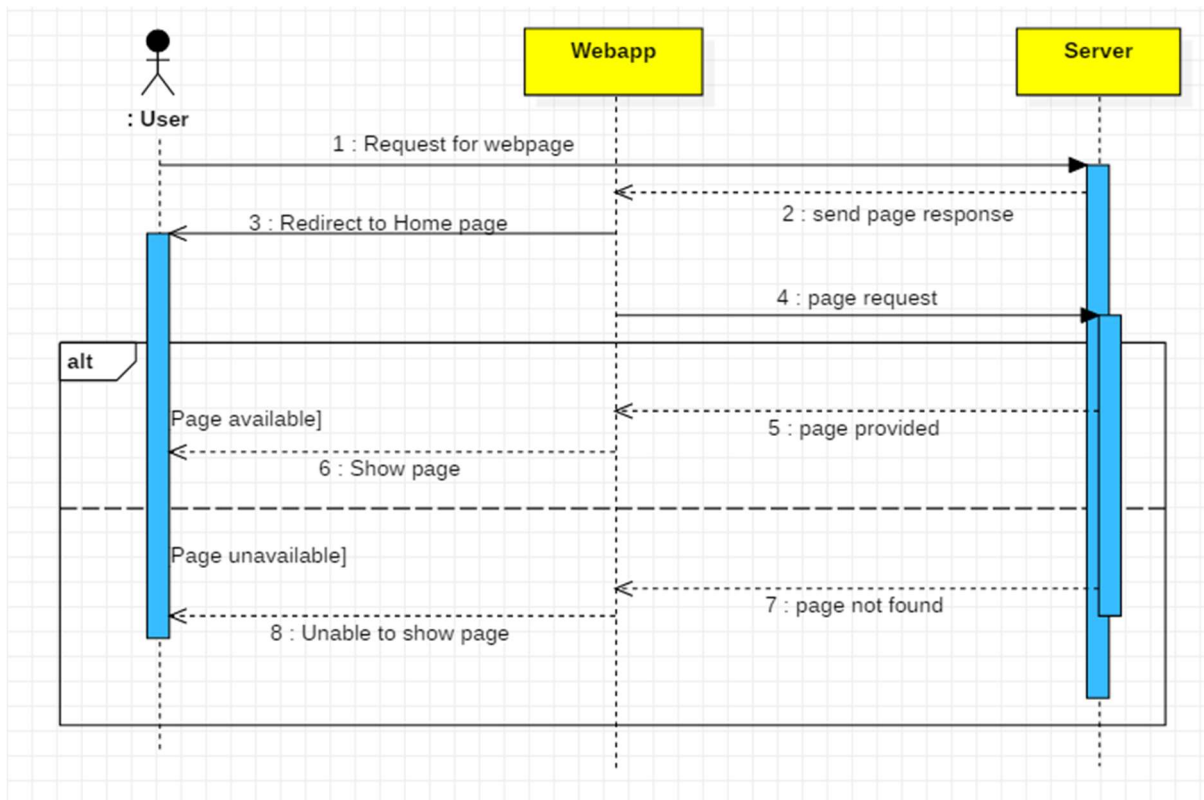 Webapp
Server
: User
1 : Request for webpage
2 : send page response
3 : Redirect to Home page
4 : page request
alt
Page available]
5 : page provided
6 : Show page
Page unavailable]
7 : page not found
8 : Unable to show page